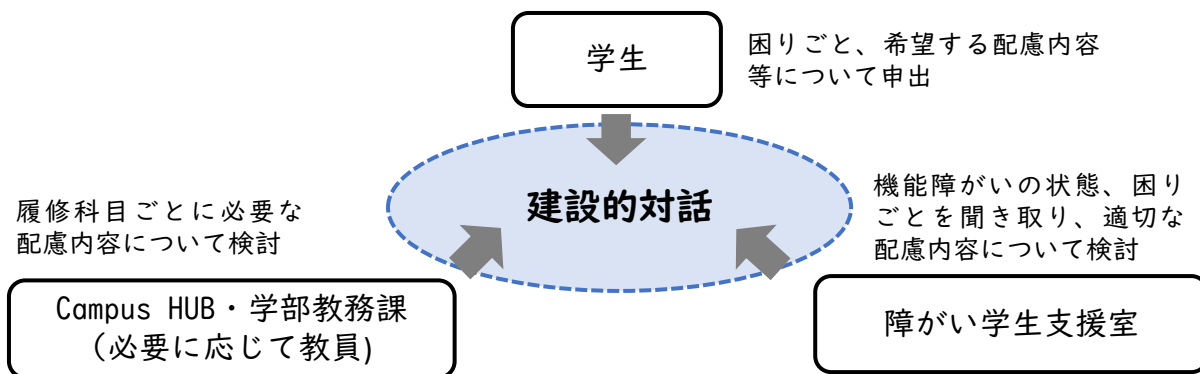 学生
困りごと、希望する配慮内容
等について申出
建設的対話
履修科目ごとに必要な
配慮内容について検討
機能障がいの状態、困り
ごとを聞き取り、適切な
配慮内容について検討
Campus HUB・学部教務課
（必要に応じて教員)
障がい学生支援室